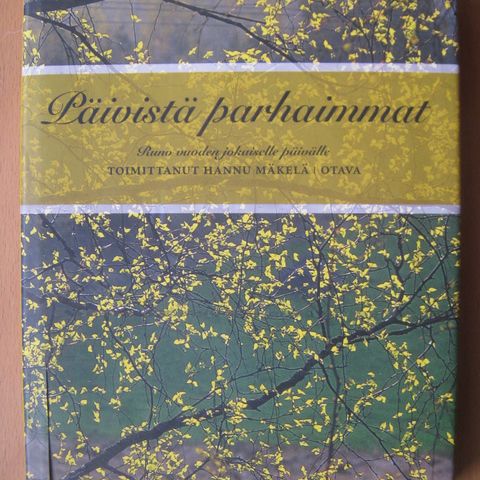 Päivistä parhaimmat
Runo vuoden jokaiselle päivälle
TOIMITTANUT HANNU MÄKELÄ | OTAVA